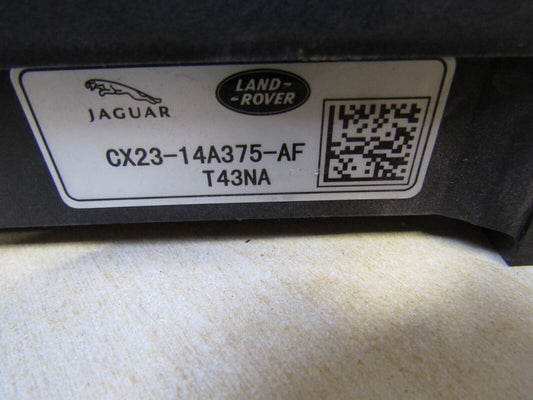 JAGUAR
LAND-
-ROVER
CX23-14A375-AF
T43NA